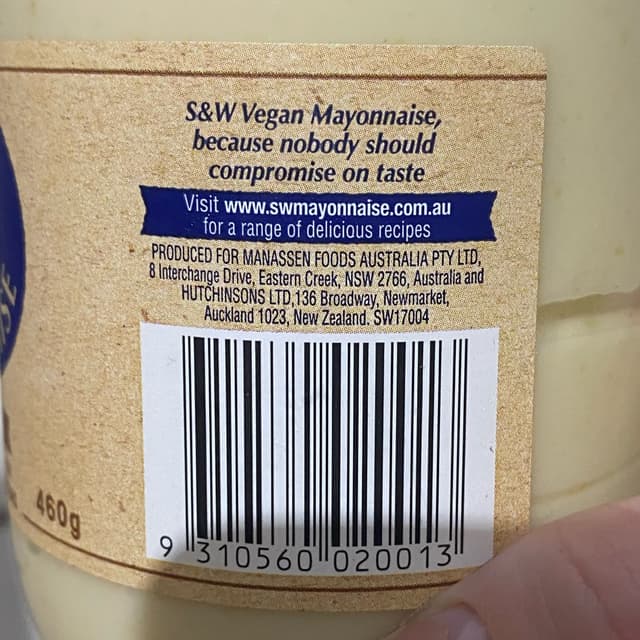 S&W Vegan Mayonnaise,
because nobody should
compromise on taste
Visit www.swmayonnaise.com.au
for a range of delicious recipes
PRODUCED FOR MANASSEN FOODS AUSTRALIA PTY LTD,
8 Interchange Drive, Eastern Creek, NSW 2766, Australia and
HUTCHINSONS LTD,136 Broadway, Newmarket,
Auckland 1023, New Zealand. SW17004
460g
9 310560 020013